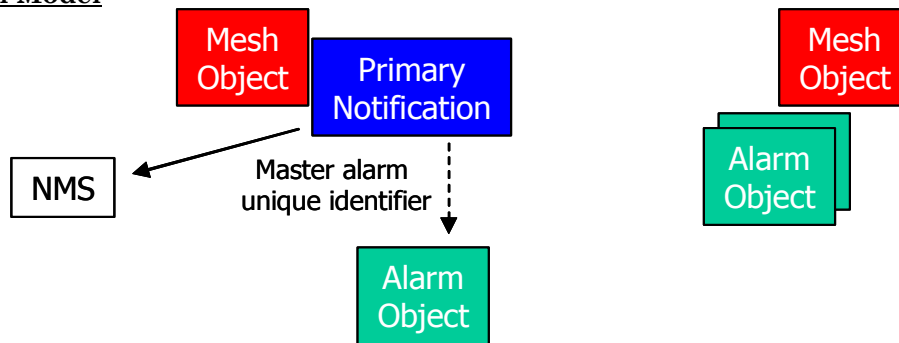 Model
Mesh
Object
Primary
Notification
NMS
Master alarm
unique identifier
Alarm
Object
Mesh
Object
Alarm
Object